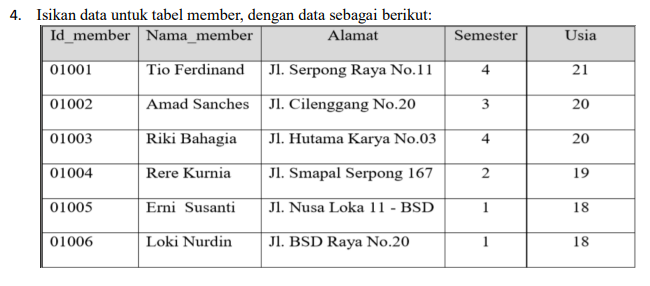 4. Isikan data untuk tabel member, dengan data sebagai berikut:
Id_member Nama_member Alamat Semester Usia
01001 Tio Ferdinand Jl. Serpong Raya No.11 4 21
01002 Amad Sanches Jl. Cilenggang No.20 3 20
01003 Riki Bahagia Jl. Hutama Karya No.03 4 20
01004 Rere Kurnia Jl. Smapal Serpong 167 2 19
01005 Erni Susanti Jl. Nusa Loka 11 - BSD 1 18
01006 Loki Nurdin Jl. BSD Raya No.20 1 18